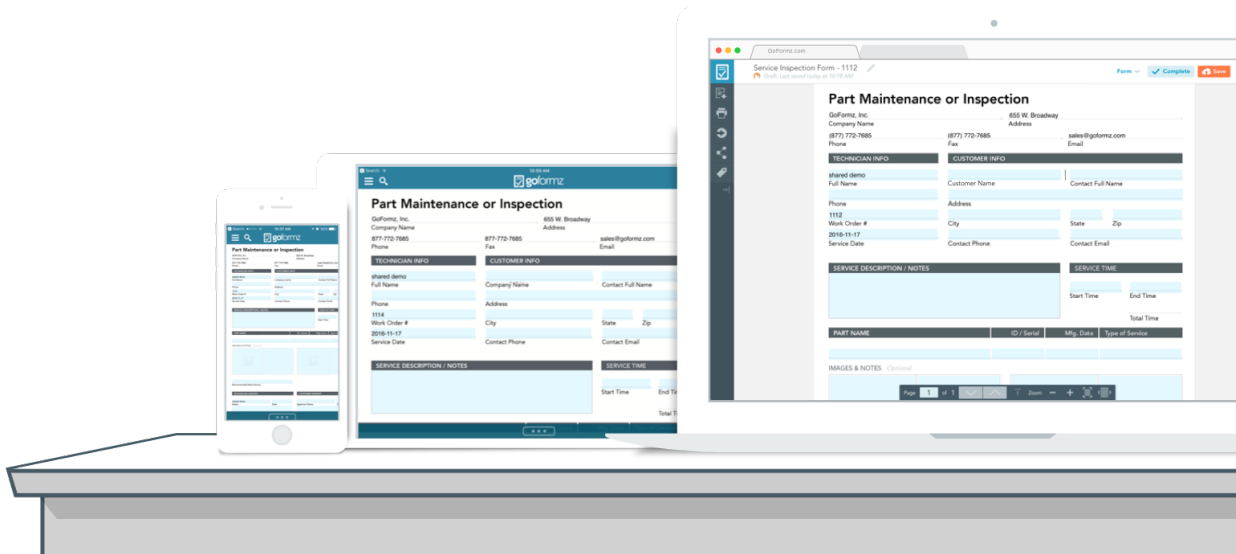 GoFormz.com
Service Inspection Form - 1112
Draft: Last saved today at 10:18 AM
Form
Complete
Save
Part Maintenance or Inspection
GoFormz, Inc. 655 W. Broadway
Company Name Address
(877) 772-7685 (877) 772-7685 sales@goformz.com
Phone Fax Email
TECHNICIAN INFO CUSTOMER INFO
shared demo
Full Name Customer Name Contact Full Name
Phone Address
1112
Work Order # City State Zip
2016-11-17
Service Date Contact Phone Contact Email
SERVICE DESCRIPTION / NOTES SERVICE TIME
Start Time End Time
Total Time
PART NAME ID / Serial Mfg. Date Type of Service
IMAGES & NOTES Optional
Page 1 of 1 Zoom
Search 10:59 AM
goformz
Part Maintenance or Inspection
GoFormz, Inc. 655 W. Broadway
Company Name Address
877-772-7685 877-772-7685 sales@goformz.com
Phone Fax Email
TECHNICIAN INFO CUSTOMER INFO
shared demo
Full Name Company Name Contact Full Name
Phone Address
1114
Work Order # City State Zip
2016-11-17
Service Date Contact Phone Contact Email
SERVICE DESCRIPTION / NOTES SERVICE TIME
Start Time End Ti
Total T
goformz
Part Maintenance or Inspection